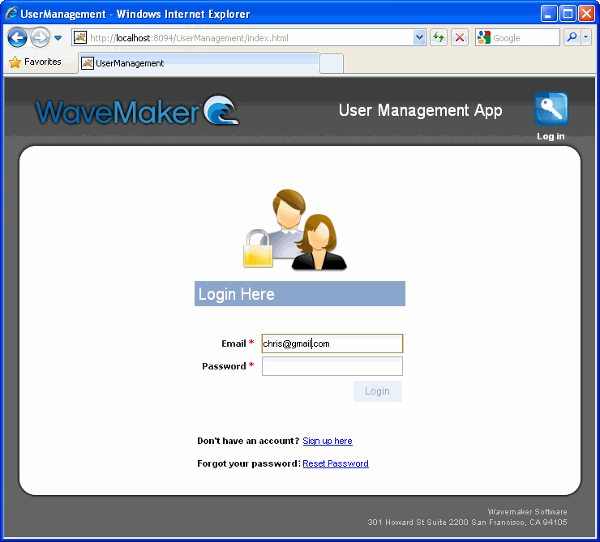 UserManagement - Windows Internet Explorer
http://localhost:8094/UserManagement/index.html
Google
Favorites
UserManagement
WaveMaker
User Management App
Log in
Login Here
Email *
chris@gmail.com
Password *
Login
Don't have an account? Sign up here
Forgot your password? Reset Password
Wavemaker Software
301 Howard St Suite 2200 San Francisco, CA 94105